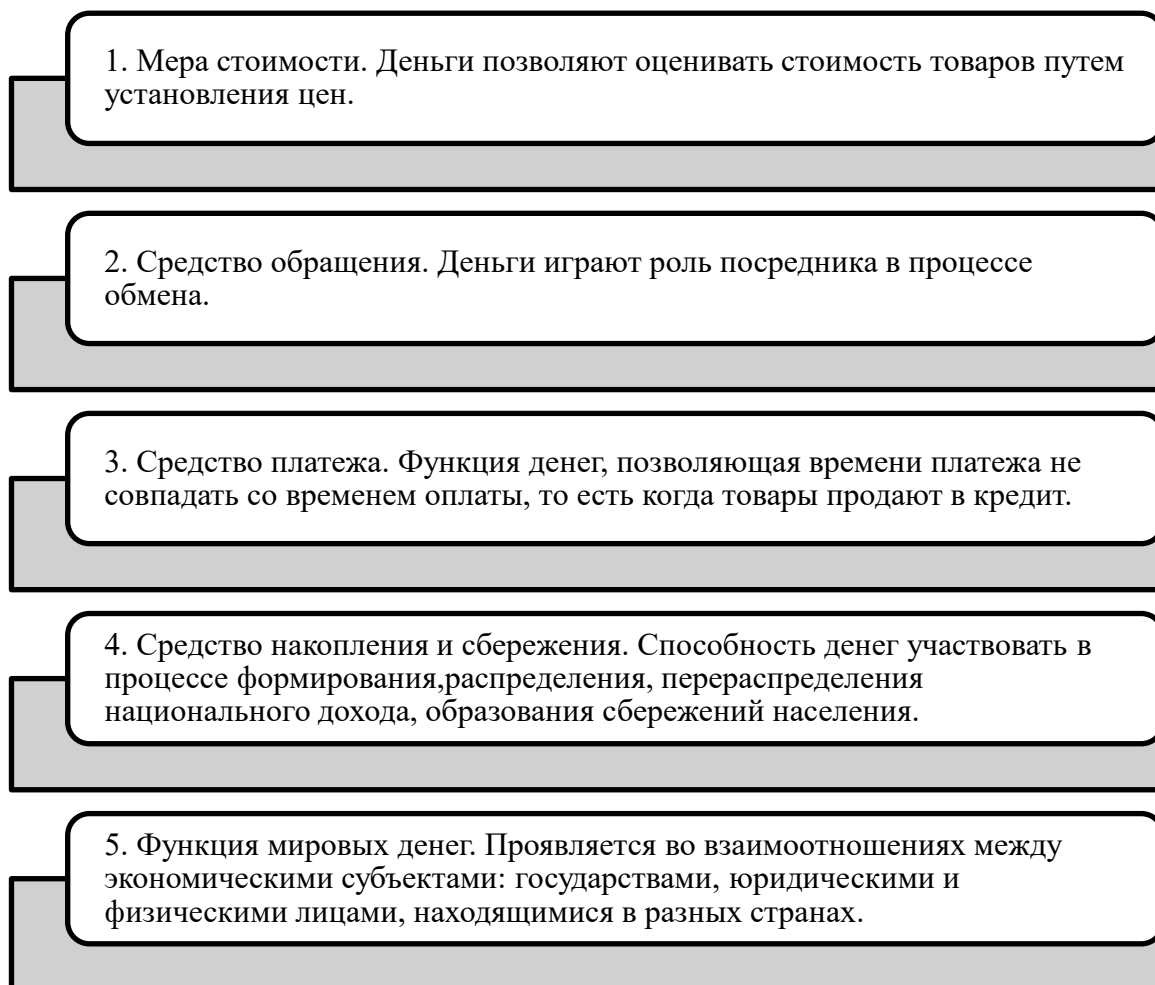 1. Мера стоимости. Деньги позволяют оценивать стоимость товаров путем
установления цен.
2. Средство обращения. Деньги играют роль посредника в процессе
обмена.
3. Средство платежа. Функция денег, позволяющая времени платежа не
совпадать со временем оплаты, то есть когда товары продают в кредит.
4. Средство накопления и сбережения. Способность денег участвовать в
процессе формирования,распределения, перераспределения
национального дохода, образования сбережений населения.
5. Функция мировых денег. Проявляется во взаимоотношениях между
экономическими субъектами: государствами, юридическими и
физическими лицами, находящимися в разных странах.